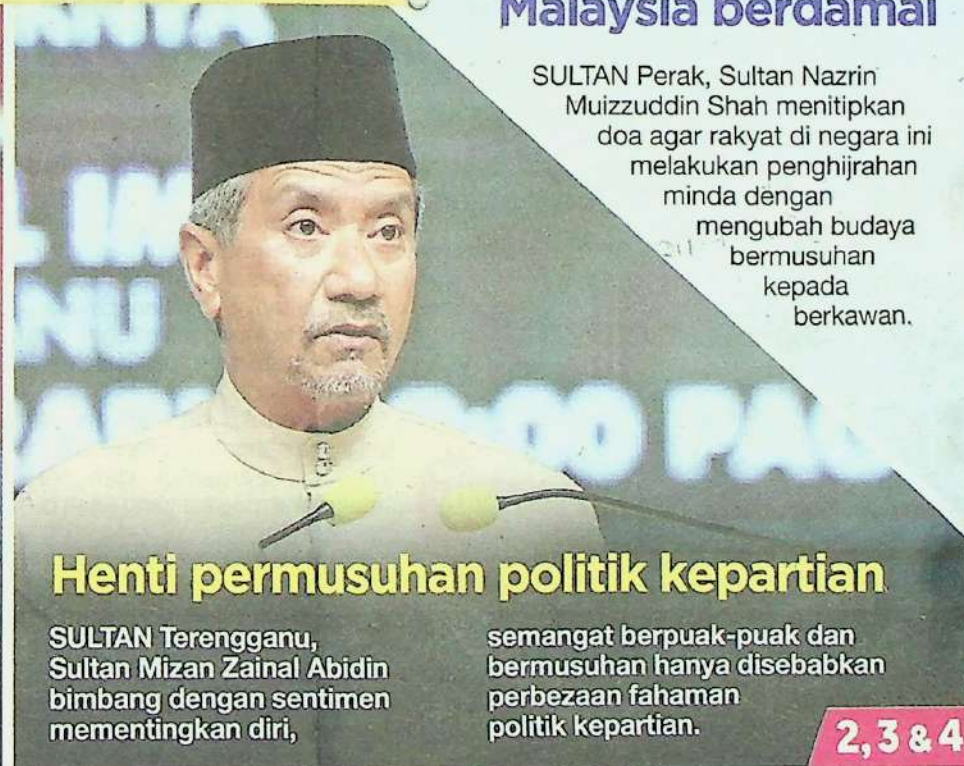 Malaysia berdamai
SULTAN Perak, Sultan Nazrin
Muizzuddin Shah menitipkan
doa agar rakyat di negara ini
melakukan penghijrahan
minda dengan
mengubah budaya
bermusuhan
kepada
berkawan.
00 PAG
Henti permusuhan politik kepartian
SULTAN Terengganu,
Sultan Mizan Zainal Abidin
bimbang dengan sentimen
mementingkan diri,
semangat berpuak-puak dan
bermusuhan hanya disebabkan
perbezaan fahaman
politik kepartian.
2, 3 & 4